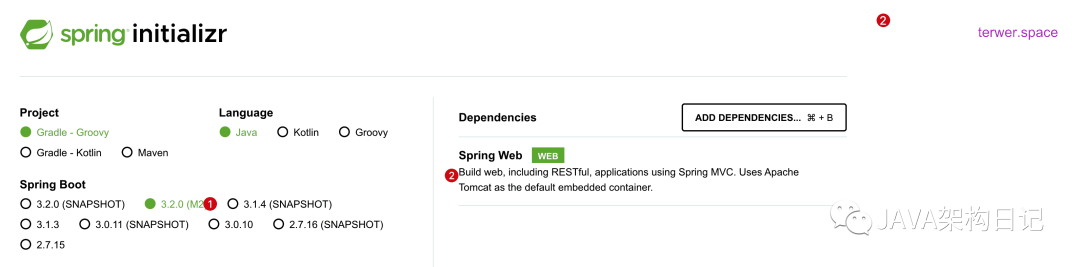 spring initializr
2
terwer.space
Project
Gradle - Groovy
Gradle - Kotlin
Maven
Language
Java
Kotlin
Groovy
Spring Boot
3.2.0 (SNAPSHOT)
3.2.0 (M2
1
3.1.4 (SNAPSHOT)
3.1.3
3.0.11 (SNAPSHOT)
3.0.10
2.7.16 (SNAPSHOT)
2.7.15
Dependencies
ADD DEPENDENCIES... ⌘ + B
Spring Web WEB
2
Build web, including RESTful, applications using Spring MVC. Uses Apache
Tomcat as the default embedded container.
JAVA架构日记